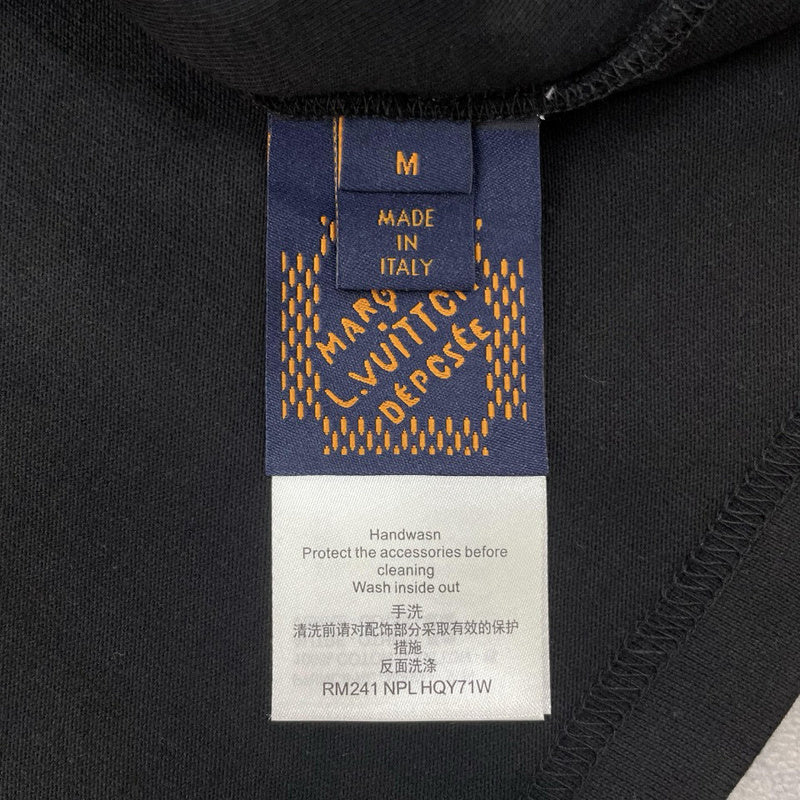 M
MADE
IN
ITALY
MARQ
L.VUITTON
DÉPOSÉE
Handwasn
Protect the accessories before
cleaning
Wash inside out
手洗
清洗前请对配饰部分采取有效的保护
措施
反面洗涤
RM241 NPL HQY71W